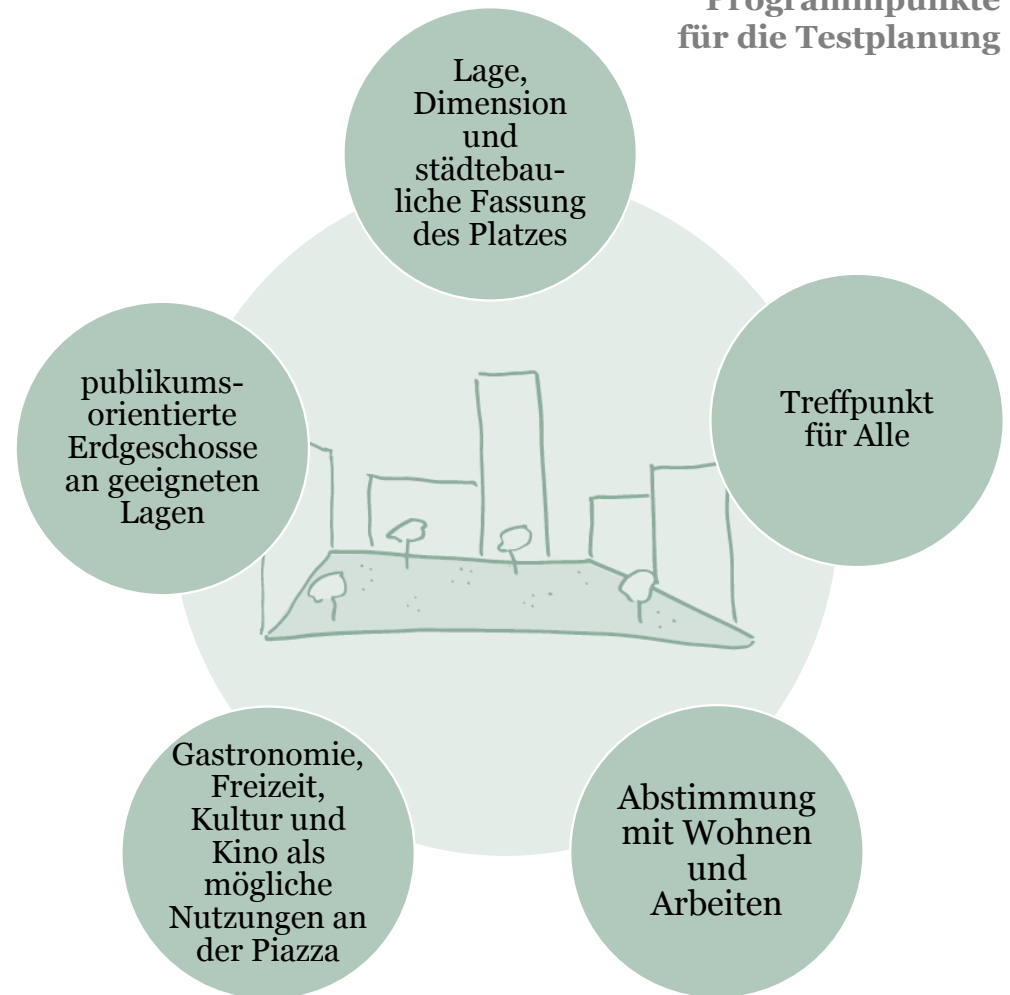 Programmpunkte
für die Testplanung
Lage,
Dimension
und
städtebau-
liche Fassung
des Platzes
Treffpunkt
für Alle
Abstimmung
mit Wohnen
und
Arbeiten
Gastronomie,
Freizeit,
Kultur und
Kino als
mögliche
Nutzungen an
der Piazza
publikums-
orientierte
Erdgeschosse
an geeigneten
Lagen